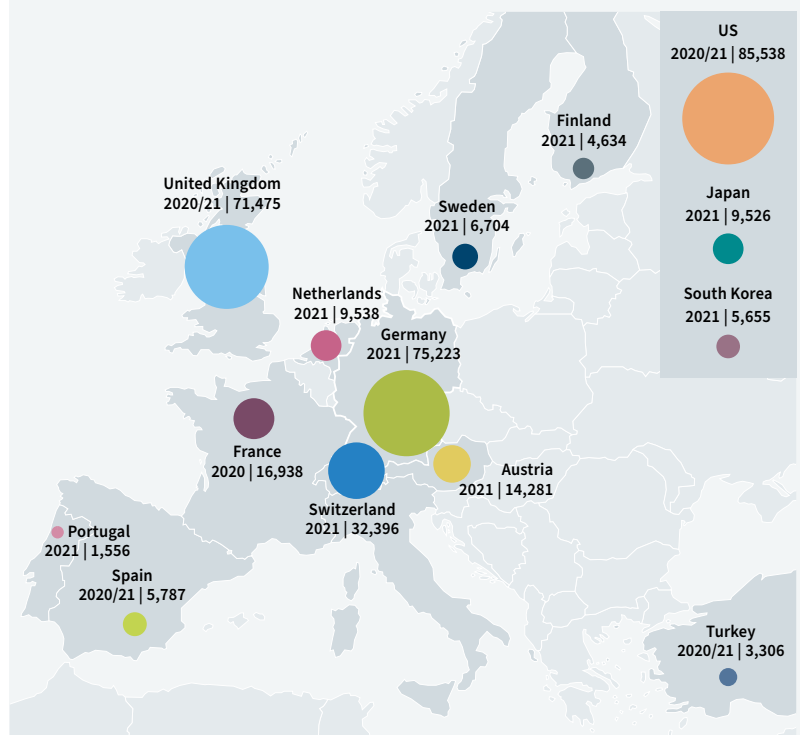 US
2020/21 | 85,538
Finland
2021 | 4,634
United Kingdom
2020/21 | 71,475
Japan
2021 | 9,526
Sweden
2021 | 6,704
Netherlands
2021 | 9,538
South Korea
2021 | 5,655
Germany
2021 | 75,223
France
2020 | 16,938
Austria
2021 | 14,281
Switzerland
2021 | 32,396
Portugal
2021 | 1,556
Spain
2020/21 | 5,787
Turkey
2020/21 | 3,306